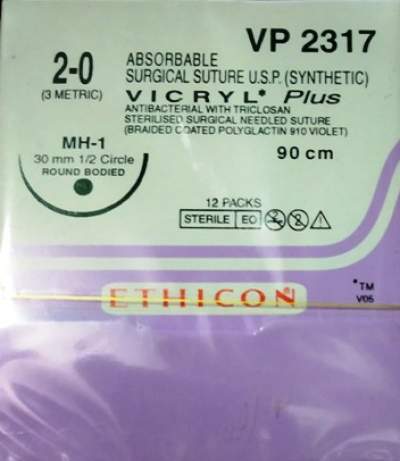 VP 2317
2-0
(3 METRIC)
ABSORBABLE
SURGICAL SUTURE U.S.P. (SYNTHETIC)
VICRYL* Plus
ANTIBACTERIAL WITH TRICLOSAN
STERILISED SURGICAL NEEDLED SUTURE
(BRAIDED COATED POLYGLACTIN 910 VIOLET)
MH-1
30 mm 1/2 Circle
ROUND BODIED
90 cm
12 PACKS
STERILE EO
2
ETHICON
*TM
V05